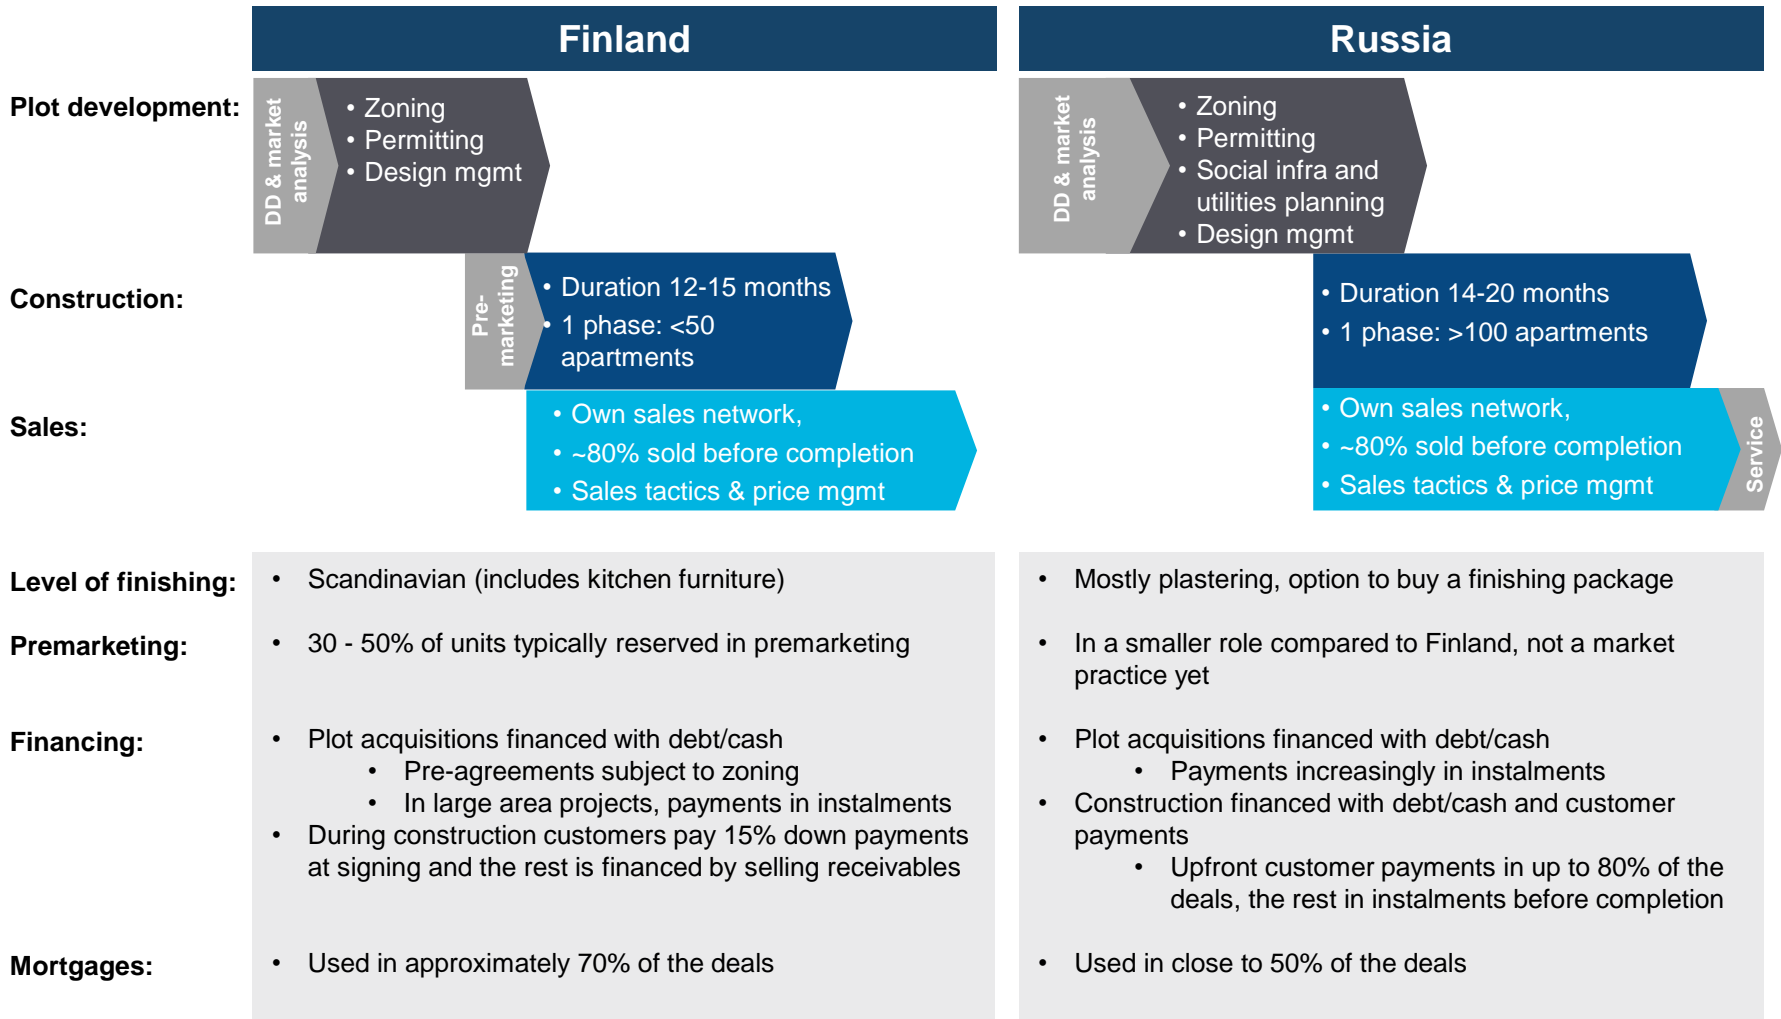 Finland
Russia
Plot development:
DD & market
analysis
• Zoning
• Permitting
• Design mgmt
DD & market
analysis
• Zoning
• Permitting
• Social infra and
utilities planning
• Design mgmt
Construction:
Pre-
marketing
• Duration 12-15 months
• 1 phase: <50
apartments
• Duration 14-20 months
• 1 phase: >100 apartments
Sales:
• Own sales network,
• ~80% sold before completion
• Sales tactics & price mgmt
• Own sales network,
• ~80% sold before completion
• Sales tactics & price mgmt
Service
Level of finishing:
• Scandinavian (includes kitchen furniture)
• Mostly plastering, option to buy a finishing package
Premarketing:
• 30 - 50% of units typically reserved in premarketing
• In a smaller role compared to Finland, not a market
practice yet
Financing:
• Plot acquisitions financed with debt/cash
• Pre-agreements subject to zoning
• In large area projects, payments in instalments
• During construction customers pay 15% down payments
at signing and the rest is financed by selling receivables
• Plot acquisitions financed with debt/cash
• Payments increasingly in instalments
• Construction financed with debt/cash and customer
payments
• Upfront customer payments in up to 80% of the
deals, the rest in instalments before completion
Mortgages:
• Used in approximately 70% of the deals
• Used in close to 50% of the deals